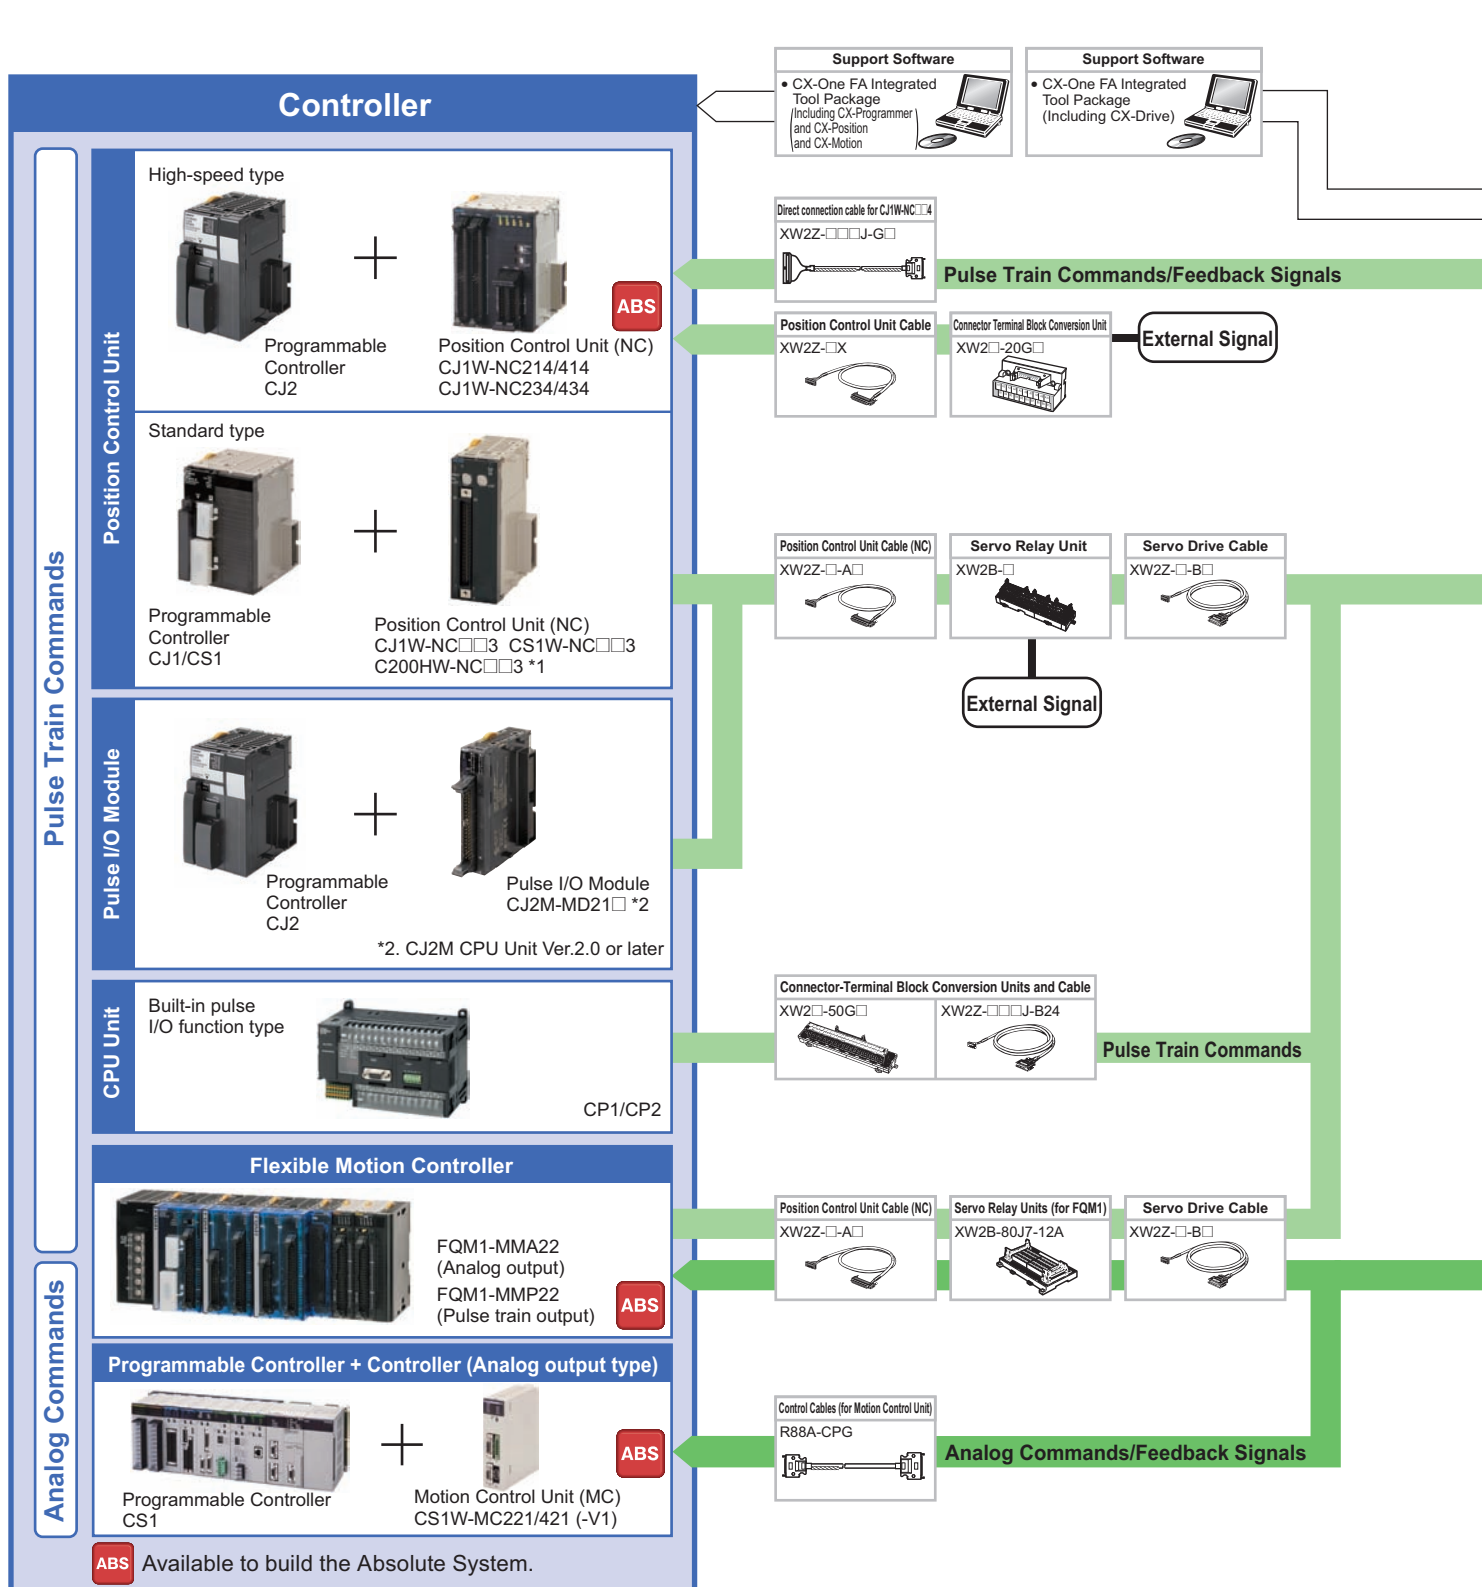 Support Software
• CX-One FA Integrated
Tool Package
(Including CX-Programmer
and CX-Position
and CX-Motion)
Support Software
• CX-One FA Integrated
Tool Package
(Including CX-Drive)
Controller
Pulse Train Commands
Analog Commands
Position Control Unit
High-speed type
Programmable
Controller
CJ2
ABS
Position Control Unit (NC)
CJ1W-NC214/414
CJ1W-NC234/434
Direct connection cable for CJ1W-NC□□4
XW2Z-□□□J-G□
Pulse Train Commands/Feedback Signals
Position Control Unit Cable
XW2Z-□X
Connector Terminal Block Conversion Unit
XW2□-20G□
External Signal
Standard type
Programmable
Controller
CJ1/CS1
Position Control Unit (NC)
CJ1W-NC□□3 CS1W-NC□□3
C200HW-NC□□3 *1
Position Control Unit Cable (NC)
XW2Z-□-A□
Servo Relay Unit
XW2B-□
Servo Drive Cable
XW2Z-□-B□
External Signal
Pulse I/O Module
Programmable
Controller
CJ2
Pulse I/O Module
CJ2M-MD21□ *2
*2. CJ2M CPU Unit Ver.2.0 or later
CPU Unit
Built-in pulse
I/O function type
CP1/CP2
Connector-Terminal Block Conversion Units and Cable
XW2□-50G□
XW2Z-□□□J-B24
Pulse Train Commands
Flexible Motion Controller
FQM1-MMA22
(Analog output)
FQM1-MMP22
(Pulse train output)
ABS
Position Control Unit Cable (NC)
XW2Z-□-A□
Servo Relay Units (for FQM1)
XW2B-80J7-12A
Servo Drive Cable
XW2Z-□-B□
Programmable Controller + Controller (Analog output type)
Programmable Controller
CS1
Motion Control Unit (MC)
CS1W-MC221/421 (-V1)
ABS
Control Cables (for Motion Control Unit)
R88A-CPG
Analog Commands/Feedback Signals
ABS Available to build the Absolute System.